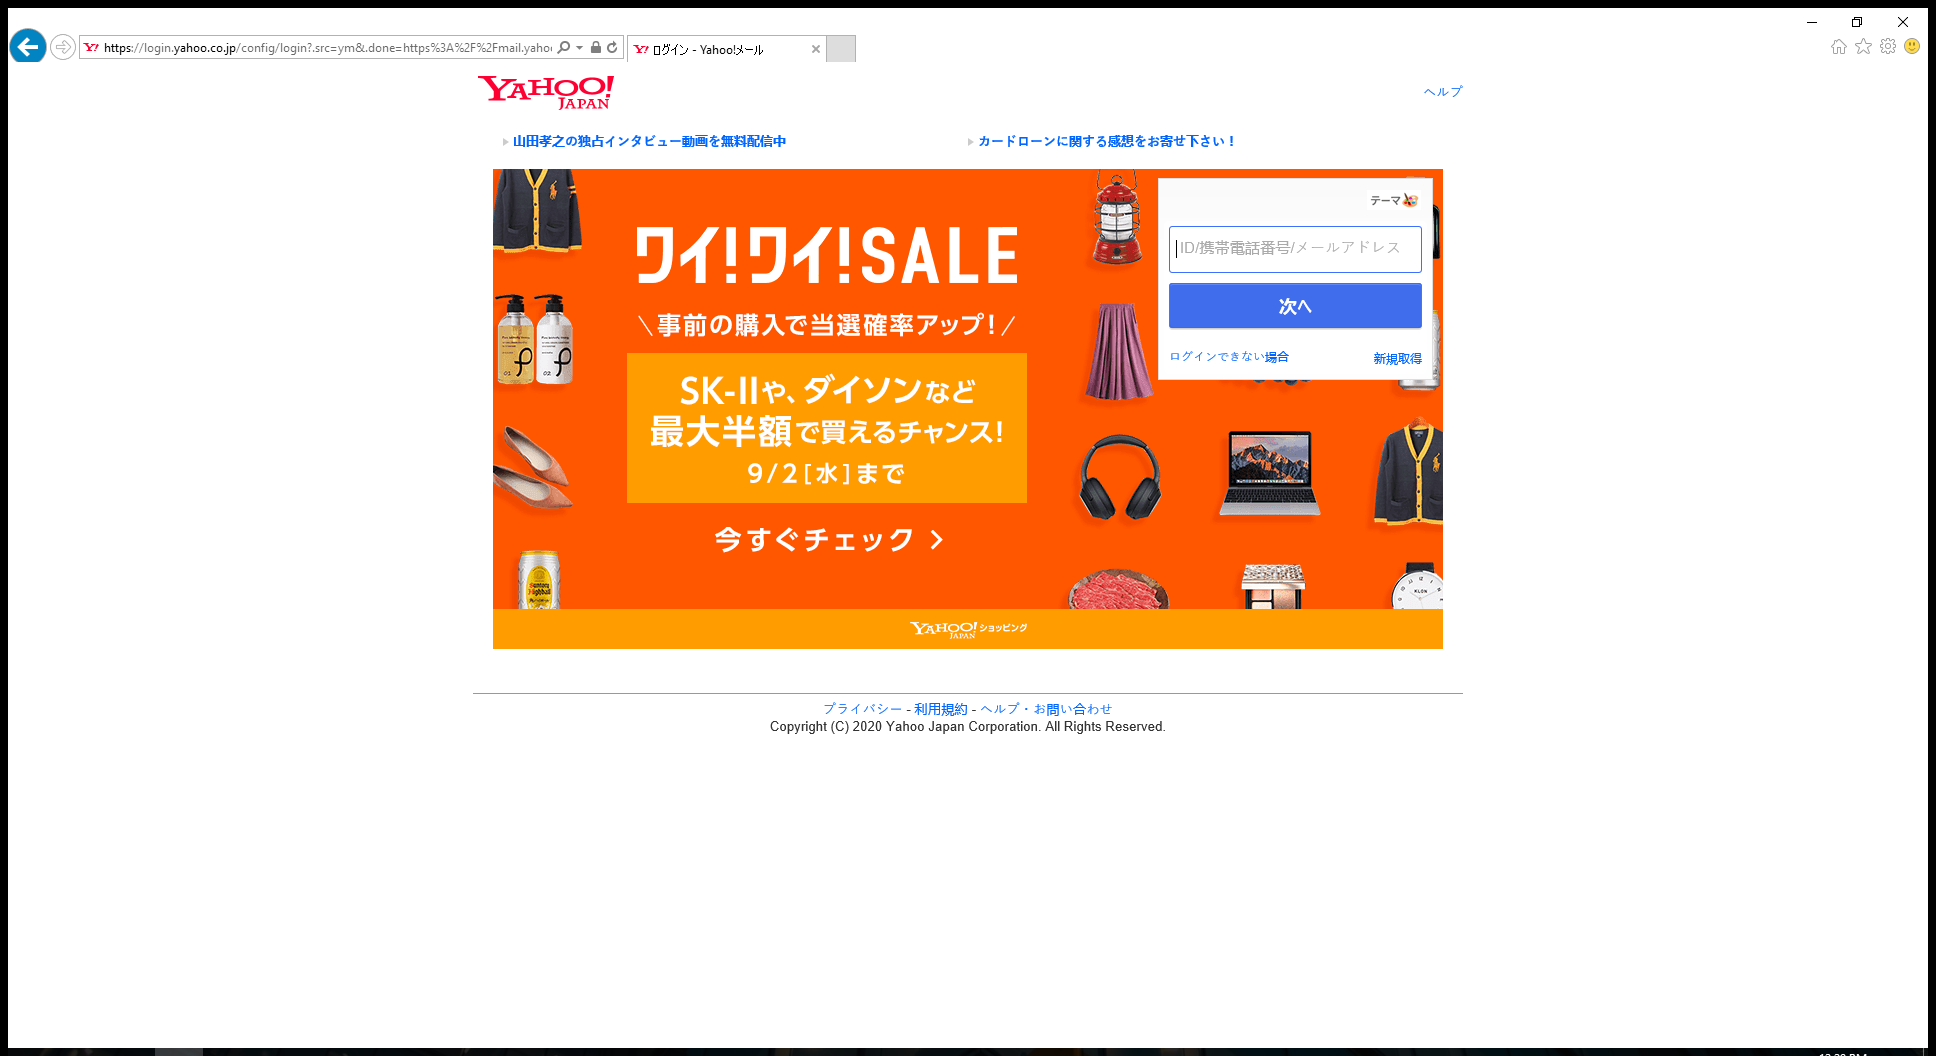 https://login.yahoo.co.jp/config/login?.src=ym&.done=https%3A%2F%2Fmail.yahoo
ログイン - Yahoo!メール
YAHOO! JAPAN
ヘルプ
山田孝之の独占インタビュー動画を無料配信中
カードローンに関する感想をお寄せ下さい！
テーマ
ID/携帯電話番号/メールアドレス
次へ
ログインできない場合
新規取得
ワイ!ワイ!SALE
\事前の購入で当選確率アップ!/
SK-IIや、ダイソンなど
最大半額で買えるチャンス!
9/2[水]まで
今すぐチェック >
YAHOO! JAPAN ショッピング
プライバシー - 利用規約 - ヘルプ・お問い合わせ
Copyright (C) 2020 Yahoo Japan Corporation. All Rights Reserved.